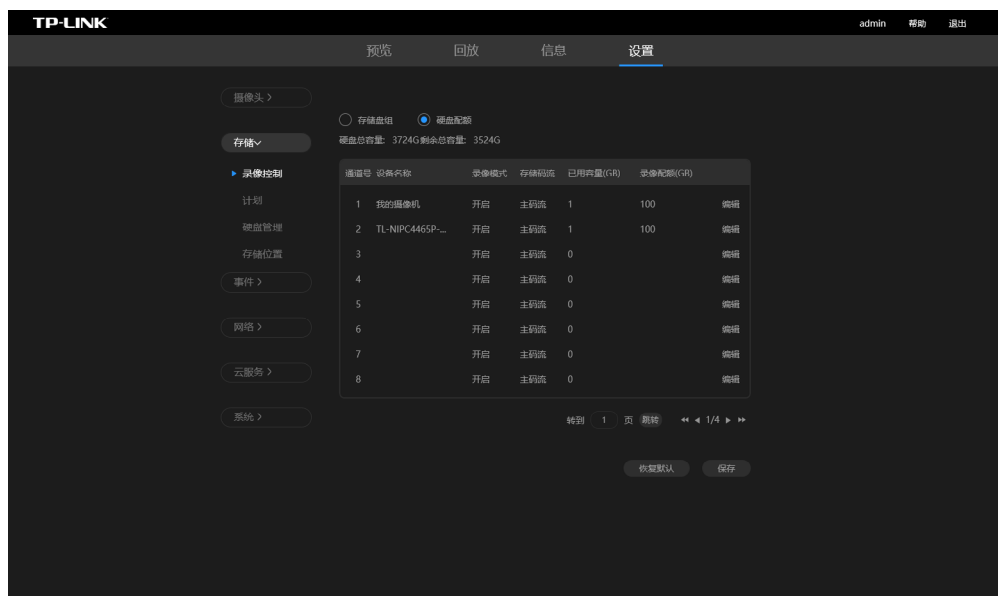 TP-LINK
admin 帮助 退出
预览 回放 信息 设置
摄像头 >
存储盘组 硬盘配额
硬盘总容量: 3724G剩余总容量: 3524G
存储
录像控制
计划
硬盘管理
存储位置
事件 >
网络 >
云服务 >
系统 >
通道号 设备名称 录像模式 存储码流 已用容量(GB) 录像配额(GB)
1 我的摄像机 开启 主码流 1 100 编辑
2 TL-NIPC4465P-... 开启 主码流 1 100 编辑
3 开启 主码流 0 编辑
4 开启 主码流 0 编辑
5 开启 主码流 0 编辑
6 开启 主码流 0 编辑
7 开启 主码流 0 编辑
8 开启 主码流 0 编辑
转到 1 页 跳转 1/4
恢复默认 保存